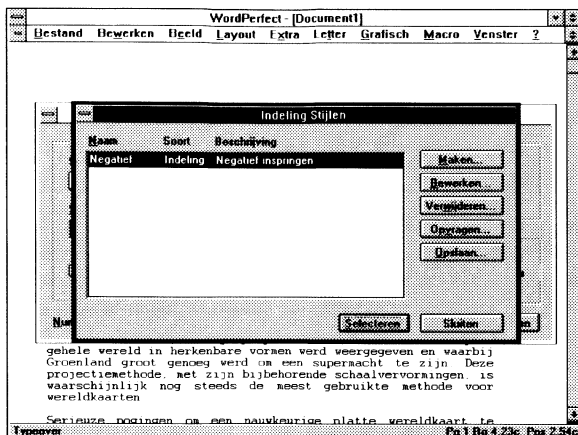 WordPerfect - [Document1]
Bestand Bewerken Beeld Layout Extra Letter Grafisch Macro Venster ?
Indeling Stijlen
Naam Soort Beschrijving
Negatief Indeling Negatief inspringen
Maken...
Bewerken...
Verwijderen...
Opvragen...
Opslaan...
Selecteren Sluiten
gehele wereld in herkenbare vormen werd weergegeven en waarbij
Groenland groot genoeg werd om een supermacht te zijn Deze
projectiemethode, met zijn bijbehorende schaalvervormingen, is
waarschijnlijk nog steeds de meest gebruikte methode voor
wereldkaarten
Serieuze pogingen om een nauwkeurige platte wereldkaart te
Typeover Pg 1 Rg 4.23c Pos 2.54c